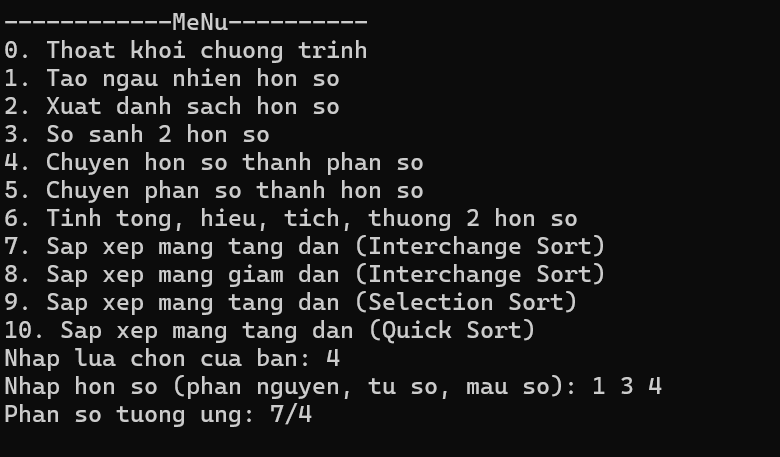 ------------MeNu----------
0. Thoat khoi chuong trinh
1. Tao ngau nhien hon so
2. Xuat danh sach hon so
3. So sanh 2 hon so
4. Chuyen hon so thanh phan so
5. Chuyen phan so thanh hon so
6. Tinh tong, hieu, tich, thuong 2 hon so
7. Sap xep mang tang dan (Interchange Sort)
8. Sap xep mang giam dan (Interchange Sort)
9. Sap xep mang tang dan (Selection Sort)
10. Sap xep mang tang dan (Quick Sort)
Nhap lua chon cua ban: 4
Nhap hon so (phan nguyen, tu so, mau so): 1 3 4
Phan so tuong ung: 7/4